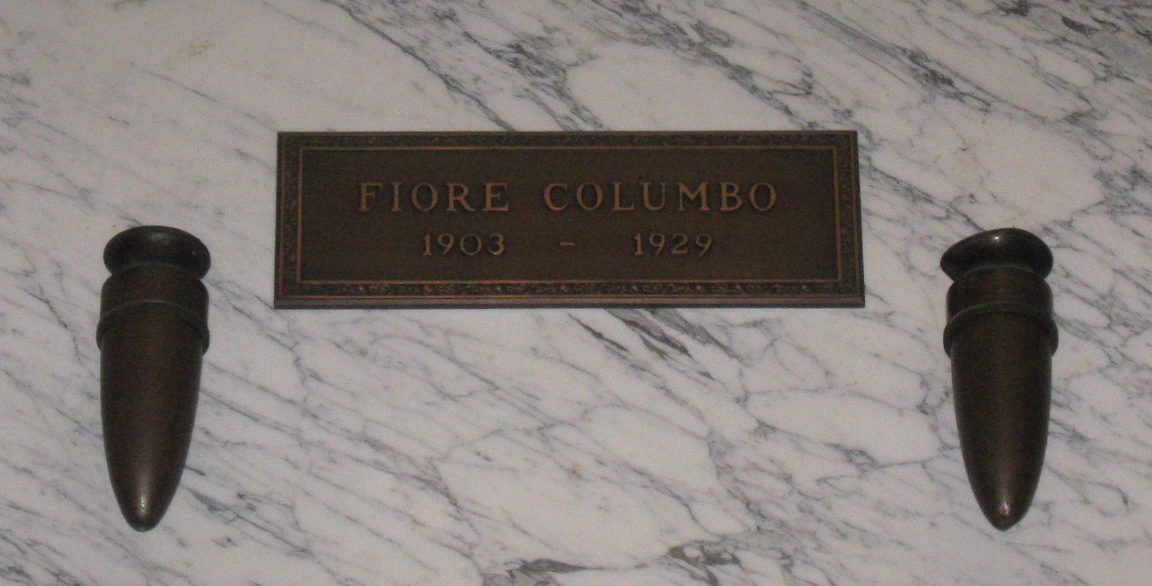 FIORE COLUMBO
1903 - 1929